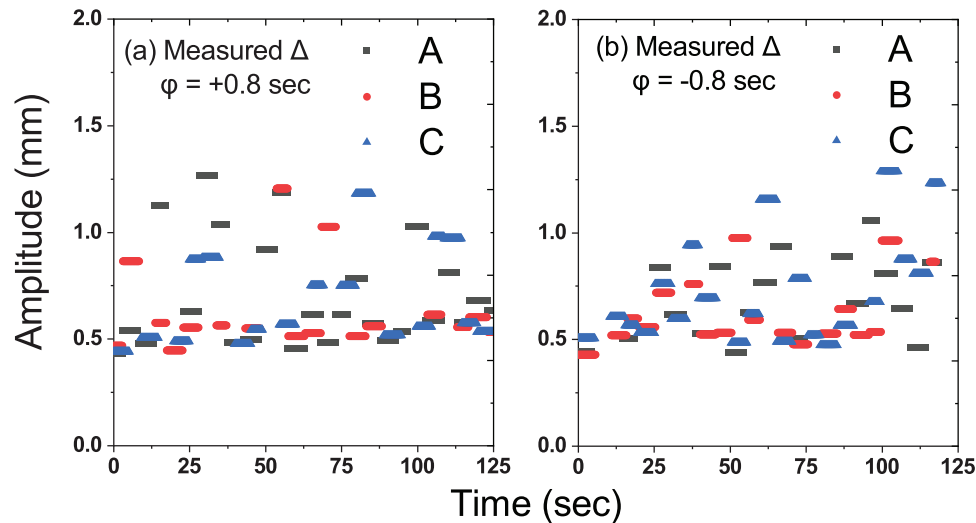 (a) Measured Δ
φ = +0.8 sec
A
B
C
(b) Measured Δ
φ = -0.8 sec
A
B
C
Amplitude (mm)
2.0
1.5
1.0
0.5
0.0
0 25 50 75 100 125
2.0
1.5
1.0
0.5
0.0
0 25 50 75 100 125
Time (sec)